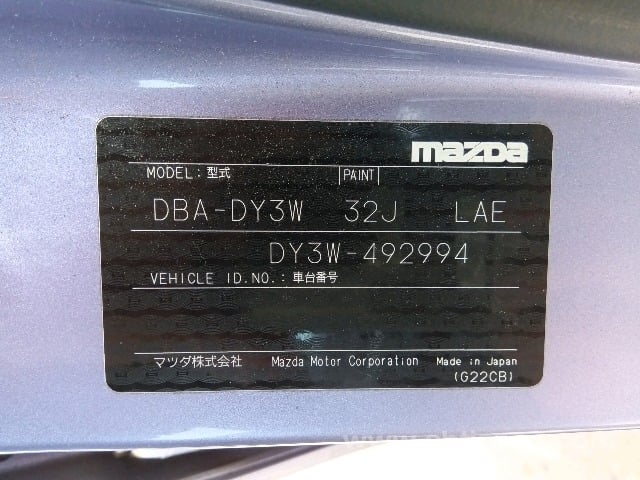 mazda
MODEL:型式 PAINT
DBA-DY3W 32J LAE
DY3W-492994
VEHICLE ID.NO.:車台番号
マツダ株式会社 Mazda Motor Corporation Made in Japan
(G22CB)